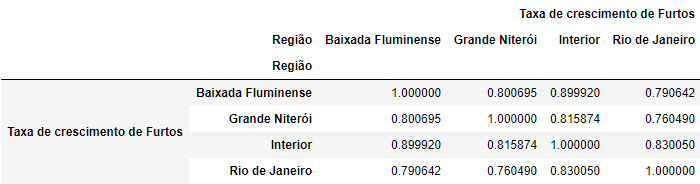 Taxa de crescimento de Furtos
Região Baixada Fluminense Grande Niterói Interior Rio de Janeiro
Região
Baixada Fluminense 1.000000 0.800695 0.899920 0.790642
Taxa de crescimento de Furtos Grande Niterói 0.800695 1.000000 0.815874 0.760490
Interior 0.899920 0.815874 1.000000 0.830050
Rio de Janeiro 0.790642 0.760490 0.830050 1.000000